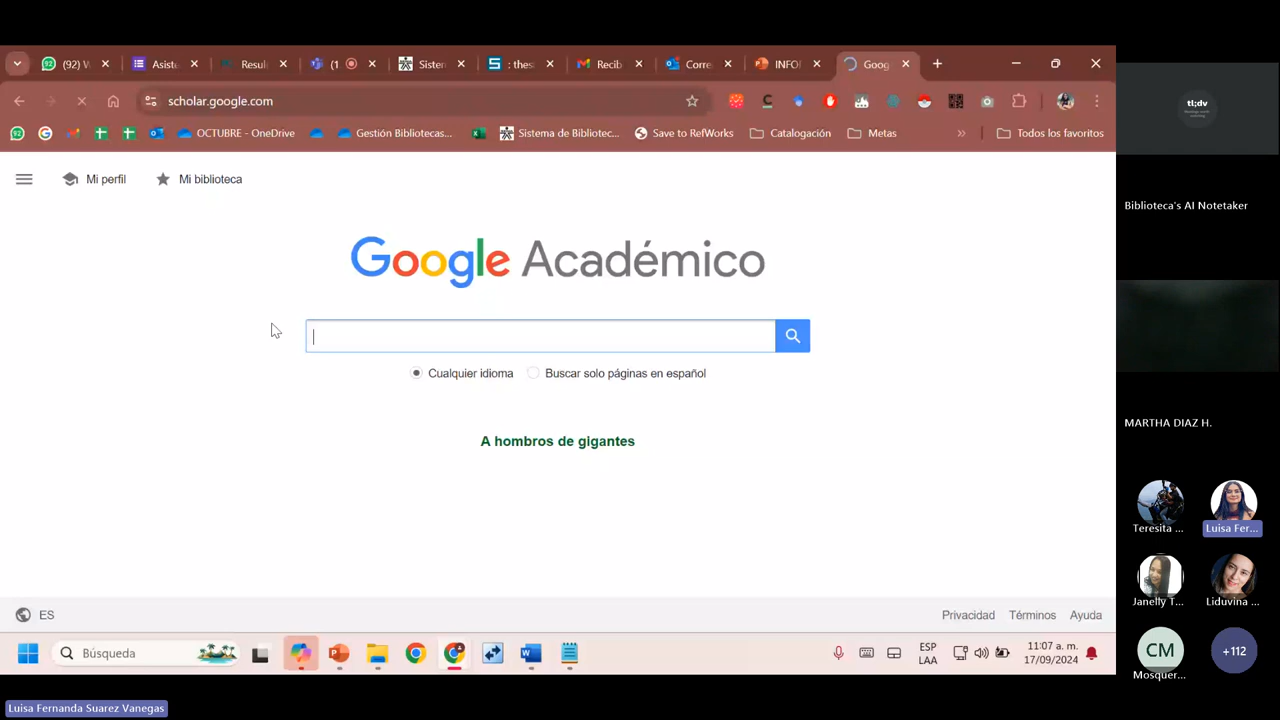 (92) W
Asiste
Resul
(1
Sisten
: thes
Recib
Corre
INFO!
Goog
scholar.google.com
OCTUBRE - OneDrive
Gestión Bibliotecas...
Sistema de Bibliotec...
Save to RefWorks
Catalogación
Metas
»
Todos los favoritos
Mi perfil
Mi biblioteca
Google Académico
Cualquier idioma
Buscar solo páginas en español
A hombros de gigantes
ES
Privacidad
Términos
Ayuda
Búsqueda
ESP
LAA
11:07 a. m.
17/09/2024
tl;dv
Biblioteca's AI Notetaker
MARTHA DIAZ H.
Teresita ...
Luisa Fer...
Janelly T...
Liduvina ...
CM
Mosquer...
+112
Luisa Fernanda Suarez Vanegas